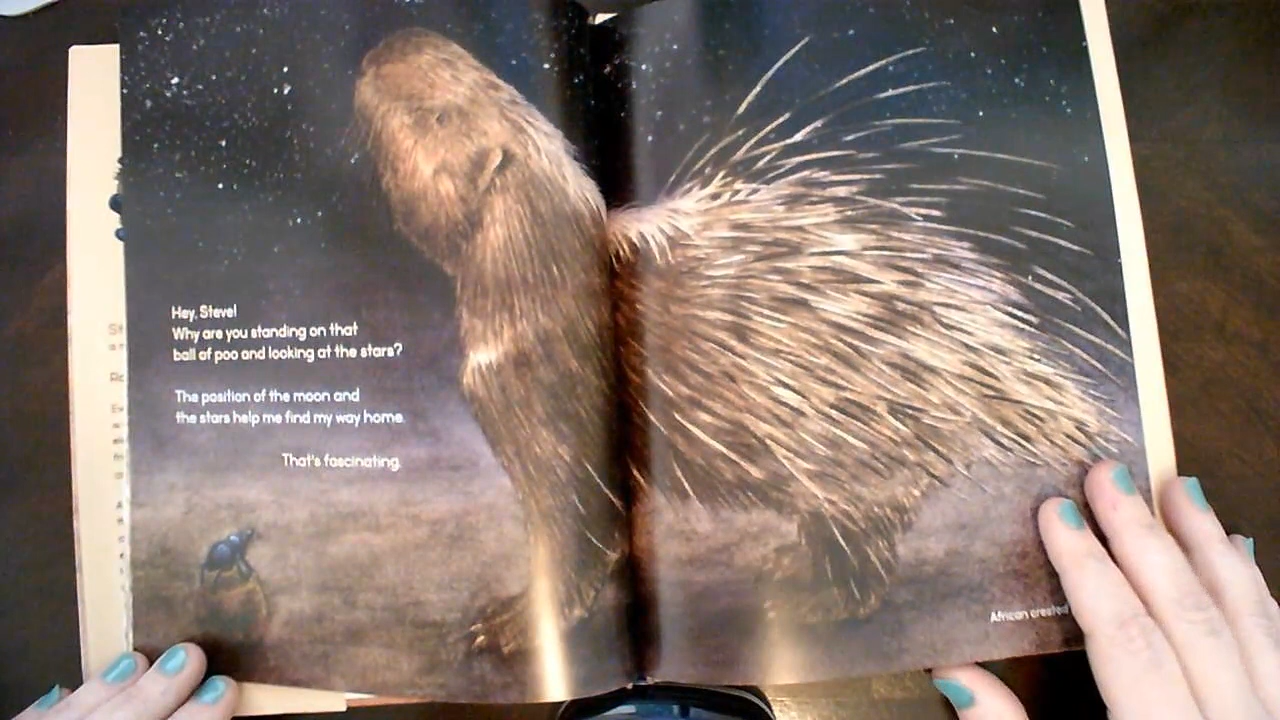 Hey, Steve!
Why are you standing on that
ball of poo and looking at the stars?
The position of the moon and
the stars help me find my way home.
That's fascinating.
African crested